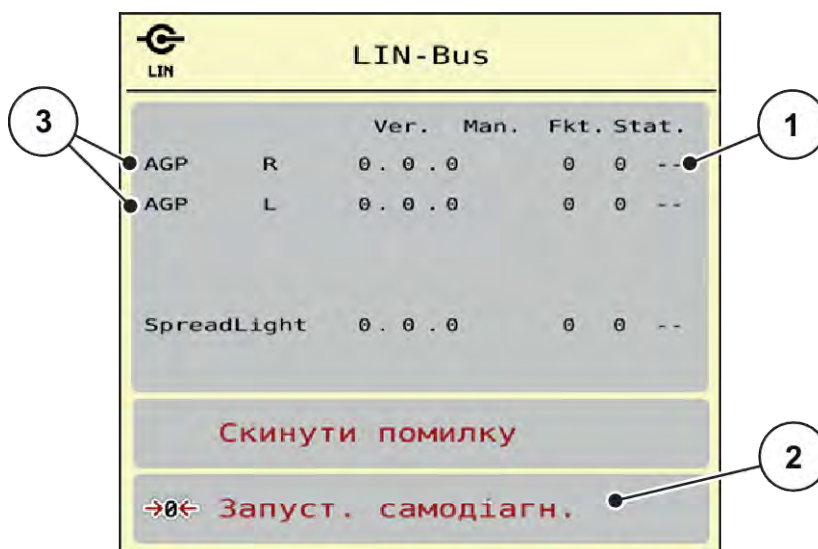 LIN
LIN-Bus
Ver. Man. Fkt. Stat.
3
1
AGP R 0.0.0 0 0 --
AGP L 0.0.0 0 0 --
SpreadLight 0.0.0 0 0 --
Скинути помилку
2
→0← Запуст. самодіагн.